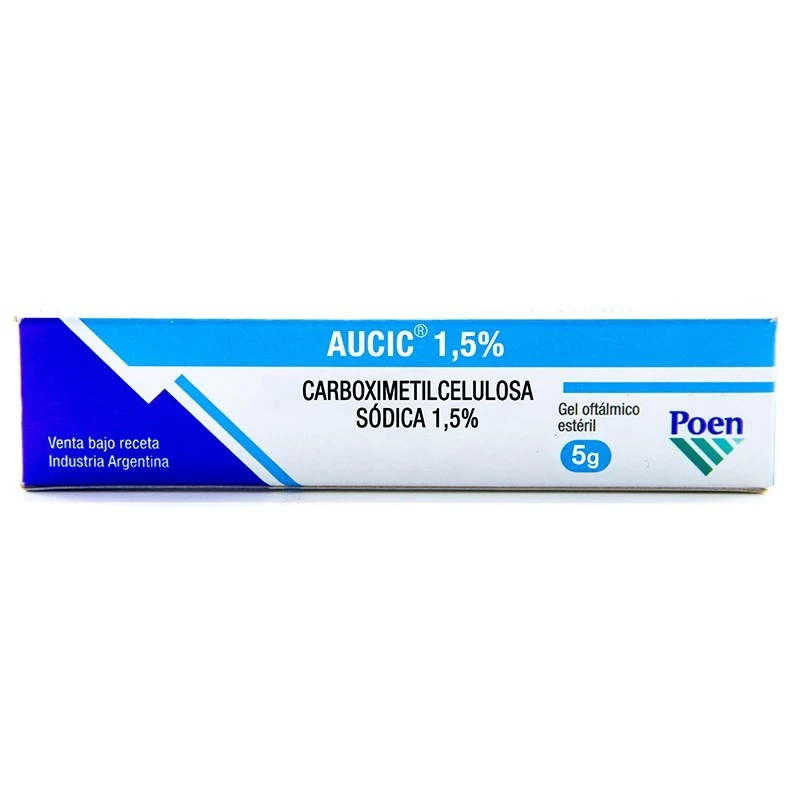 AUCIC® 1,5%
CARBOXIMETILCELULOSA
SÓDICA 1,5%
Venta bajo receta
Industria Argentina
Gel oftálmico
estéril
5g
Poen